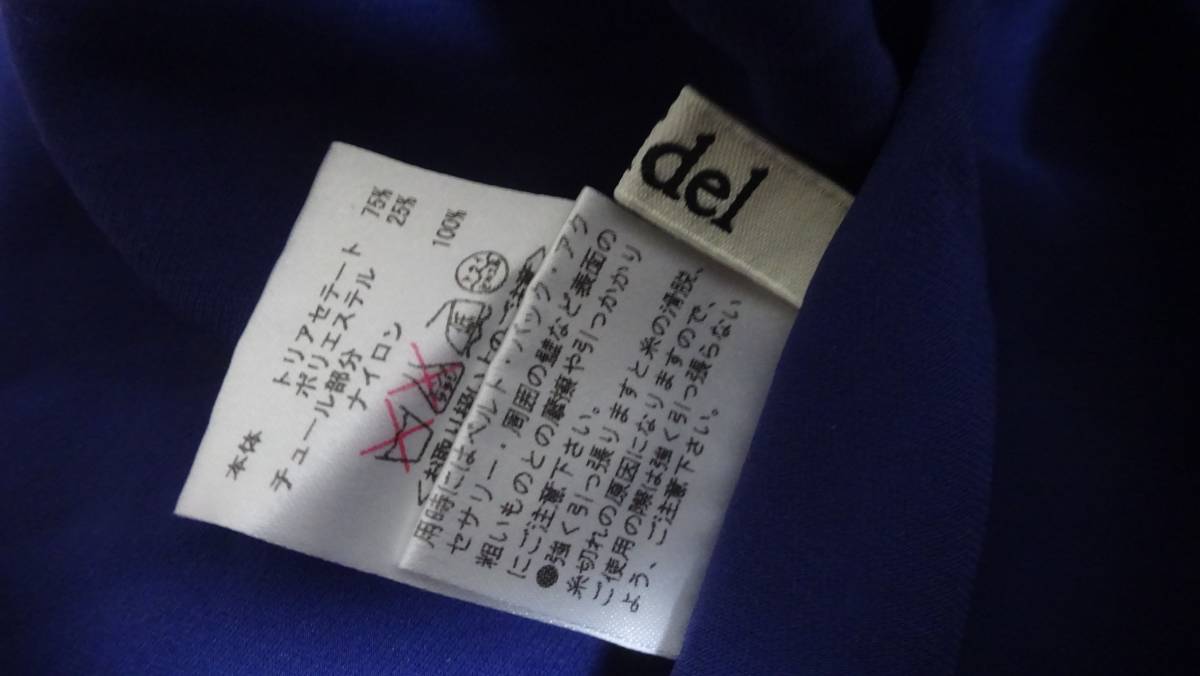 del
本体
トリアセテート 75%
ポリエステル 25%
チュール部分
ナイロン 100%
<お取り扱い上のご注意>
用時にはベルト・バッグ・アク
セサリー・周囲の壁など表面の
粗いものとの摩擦や引っかかり
にご注意下さい。
●強く引っ張りますと糸の滑脱、
糸切れの原因になりますので、
ご使用の際は強く引っ張らない
よう、ご注意下さい。